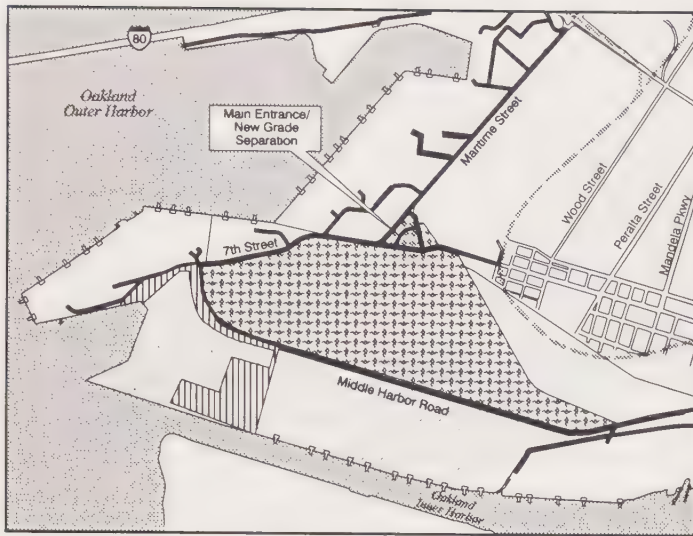 80
Oakland
Outer Harbor
Main Entrance/
New Grade
Separation
Maritime Street
Wood Street
Peralta Street
Mandela Pkwy
7th Street
Middle Harbor Road
Oakland
Inner Harbor